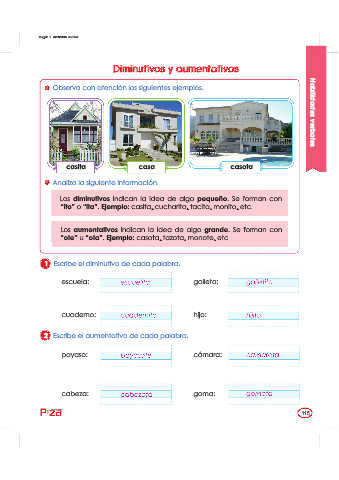 Diminutivos y aumentativos
Observa con atención los siguientes ejemplos.
Habilidades verbales
casita
casa
casota
Analiza la siguiente información.
Los diminutivos indican la idea de algo pequeño. Se forman con
"ito" o "ita". Ejemplo: casita, cucharita, tacita, monito, etc.
Los aumentativos indican la idea de algo grande. Se forman con
"ote" u "ota". Ejemplo: casota, tazota, monote, etc
1 Escribe el diminutivo de cada palabra.
escuela: escuelita
galleta: galletita
cuaderno: cuadernito
hijo: hijito
2 Escribe el aumentativo de cada palabra.
payaso: payasote
cámara: camarota
cabeza: cabezota
goma: gomota